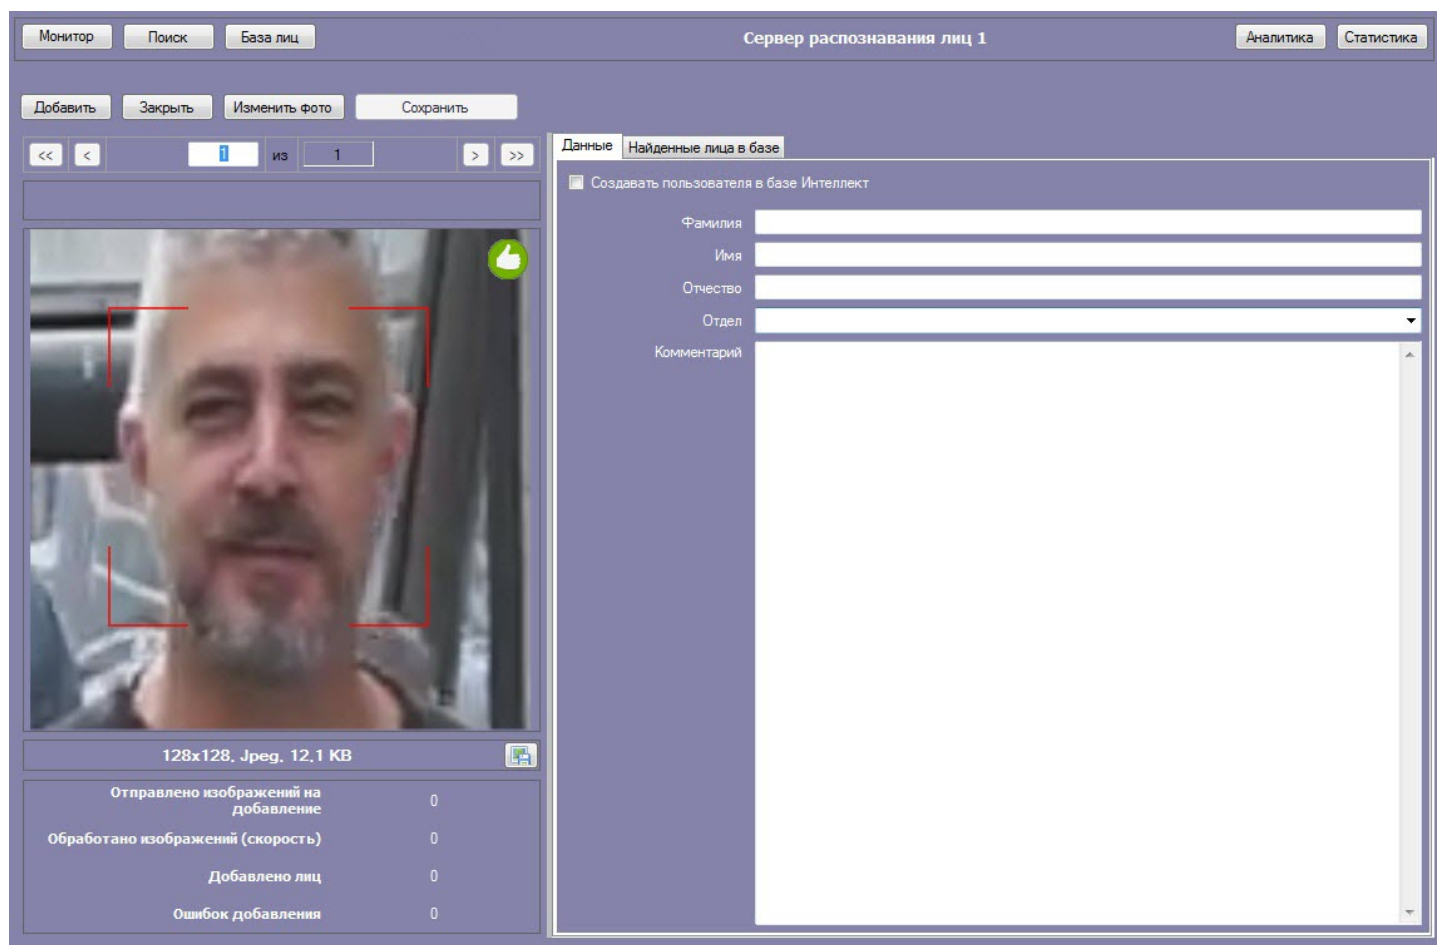 Монитор Поиск База лиц Сервер распознавания лиц 1 Аналитика Статистика
Добавить Закрыть Изменить фото Сохранить
<< < 1 из 1 > >>
Данные Найденные лица в базе
Создавать пользователя в базе Интеллект
Фамилия
Имя
Отчество
Отдел
Комментарий
128x128, Jpeg, 12,1 KB
Отправлено изображений на
добавление 0
Обработано изображений (скорость) 0
Добавлено лиц 0
Ошибок добавления 0